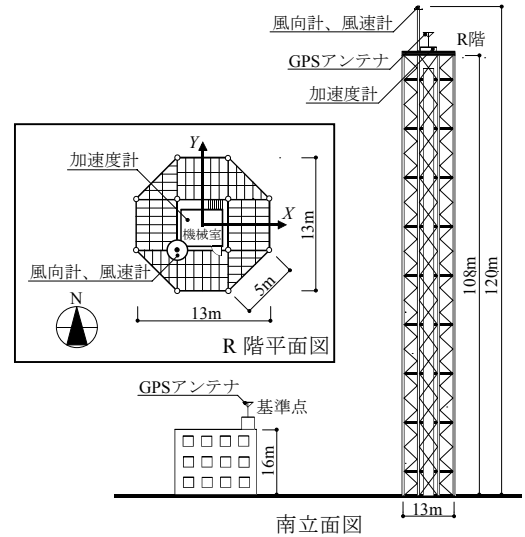 風向計、風速計
R階
GPSアンテナ
加速度計
加速度計
Y
X
機械室
風向計、風速計
13m
5m
13m
N
R 階平面図
108m
120m
GPSアンテナ
基準点
16m
13m
南立面図